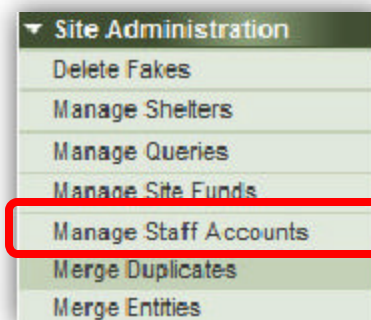 Site Administration
Delete Fakes
Manage Shelters
Manage Queries
Manage Site Funds
Manage Staff Accounts
Merge Duplicates
Merge Entities